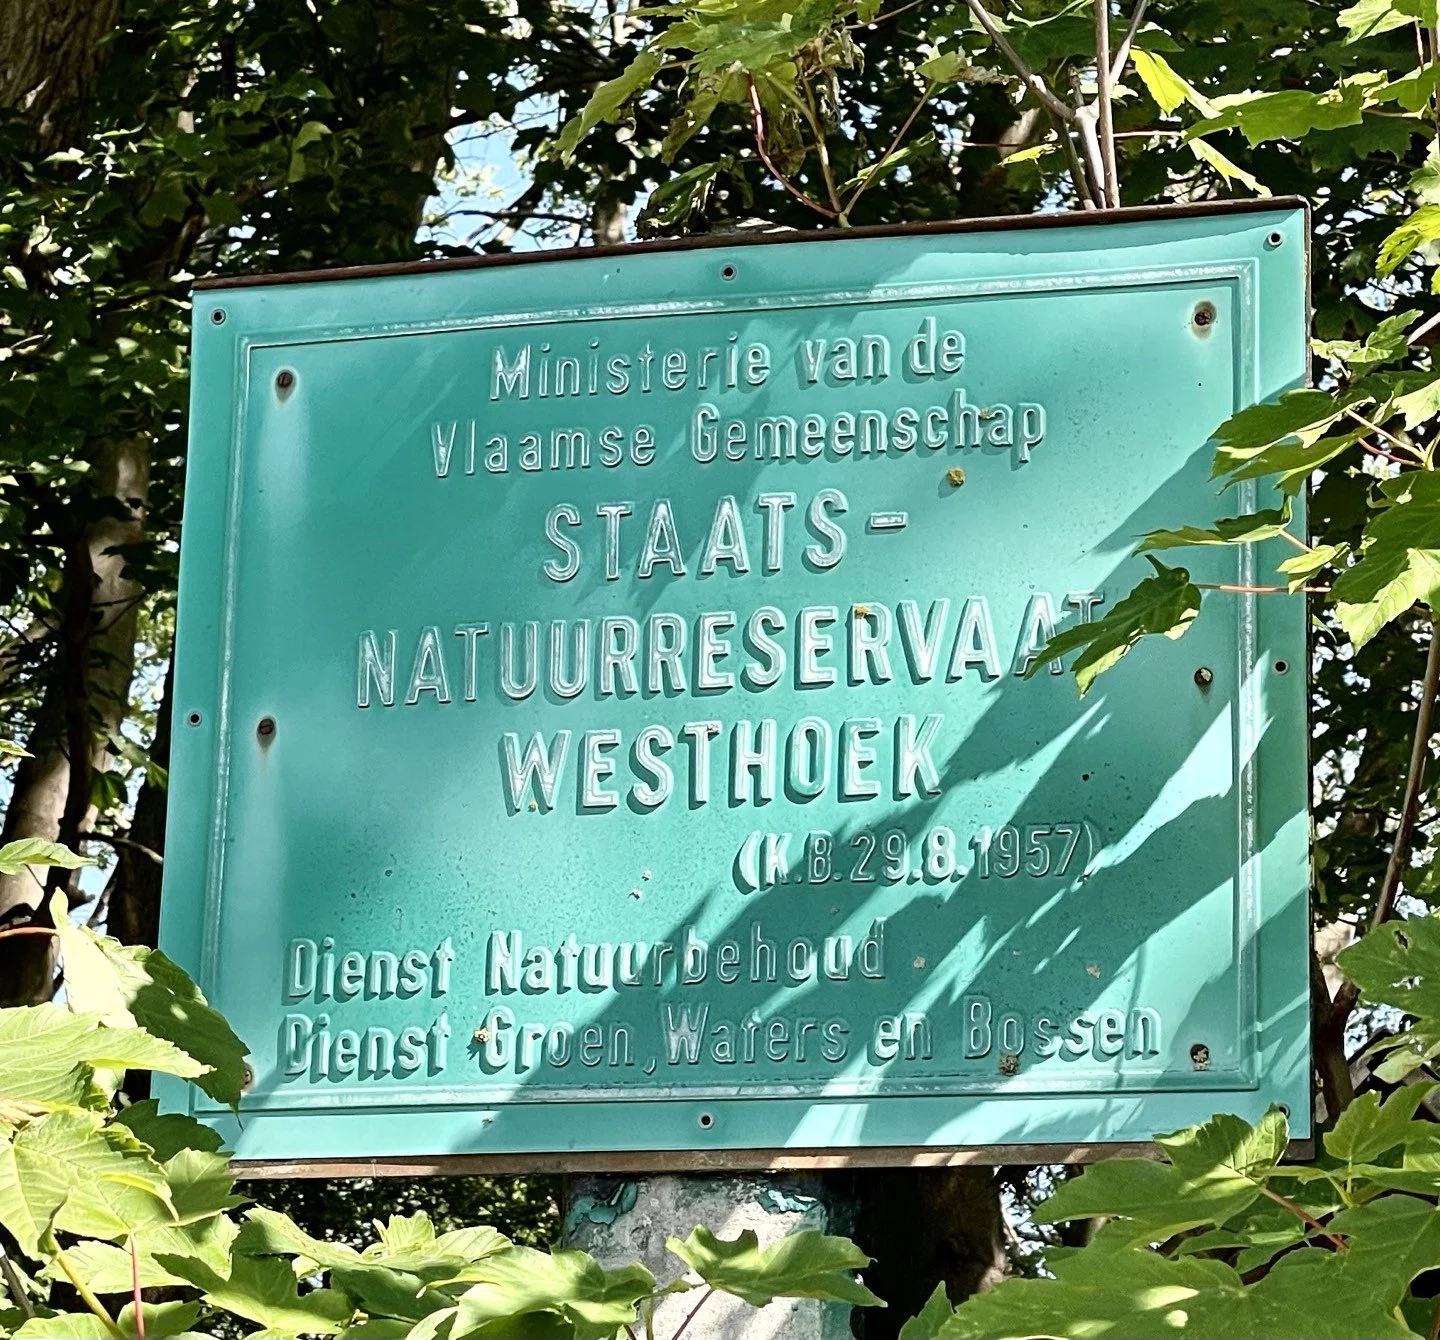 Ministerie van de
Vlaamse Gemeenschap
STAATS-
NATUURRESERVAAT
WESTHOEK
(K.B.29.8.1957)
Dienst Natuurbehoud
Dienst Groen, Waters en Bossen